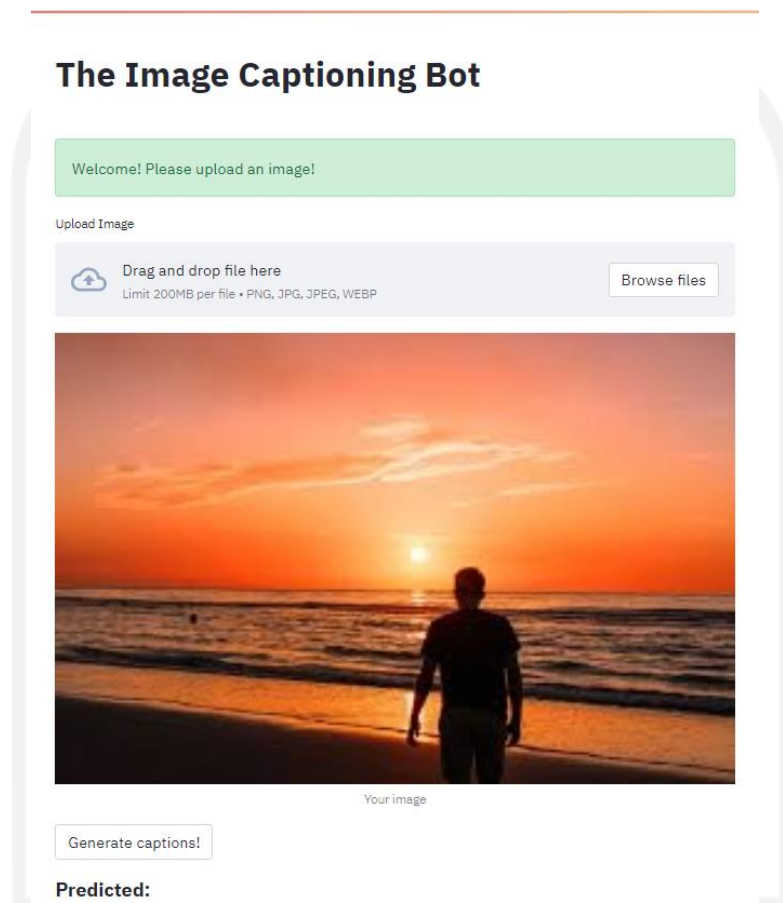 The Image Captioning Bot
Welcome! Please upload an image!
Upload Image
Drag and drop file here
Limit 200MB per file • PNG, JPG, JPEG, WEBP
Browse files
Your image
Generate captions!
Predicted: